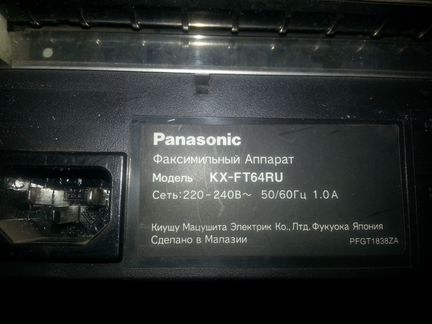 Panasonic
Факсимильный Аппарат
Модель KX-FT64RU
Сеть:220-240В~ 50/60Гц 1.0А
Киушу Мацушита Электрик Ко., Лтд. Фукуока Япония
Сделано в Малазии PFGT1838ZA